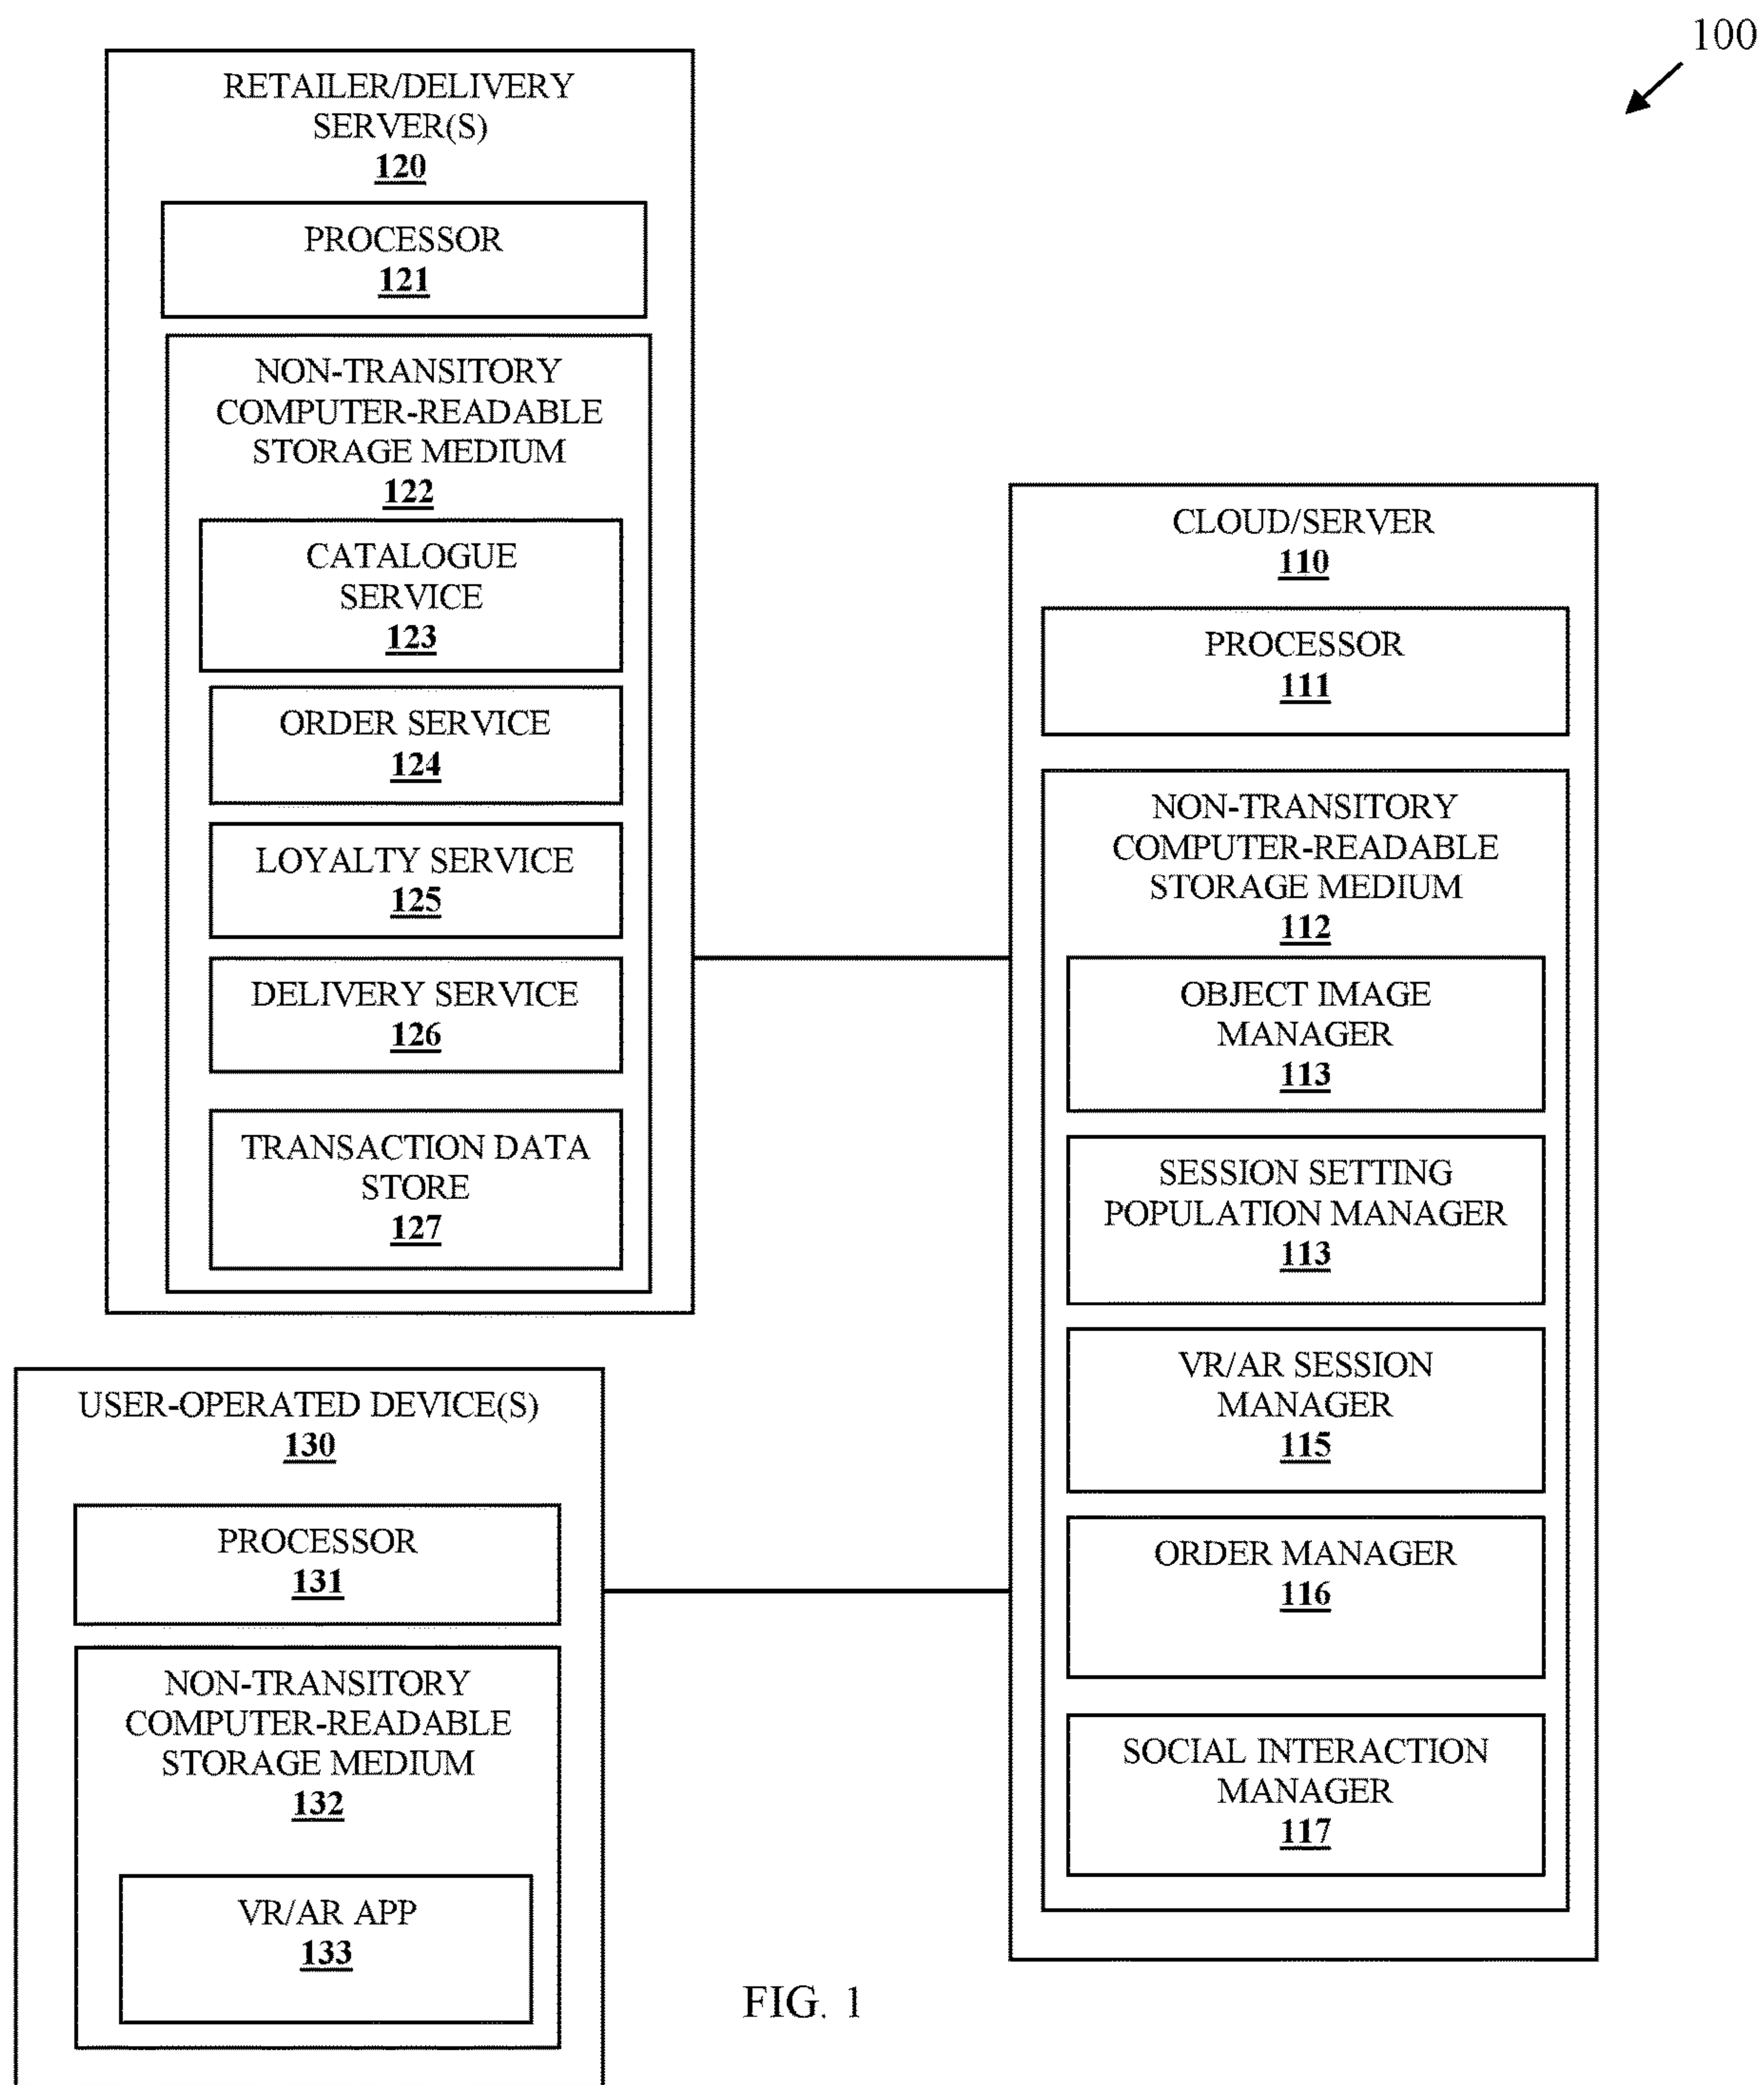 100
RETAILER/DELIVERY
SERVER(S)
120
PROCESSOR
121
NON-TRANSITORY
COMPUTER-READABLE
STORAGE MEDIUM
122
CATALOGUE
SERVICE
123
ORDER SERVICE
124
LOYALTY SERVICE
125
DELIVERY SERVICE
126
TRANSACTION DATA
STORE
127
USER-OPERATED DEVICE(S)
130
PROCESSOR
131
NON-TRANSITORY
COMPUTER-READABLE
STORAGE MEDIUM
132
VR/AR APP
133
CLOUD/SERVER
110
PROCESSOR
111
NON-TRANSITORY
COMPUTER-READABLE
STORAGE MEDIUM
112
OBJECT IMAGE
MANAGER
113
SESSION SETTING
POPULATION MANAGER
113
VR/AR SESSION
MANAGER
115
ORDER MANAGER
116
SOCIAL INTERACTION
MANAGER
117
FIG. 1